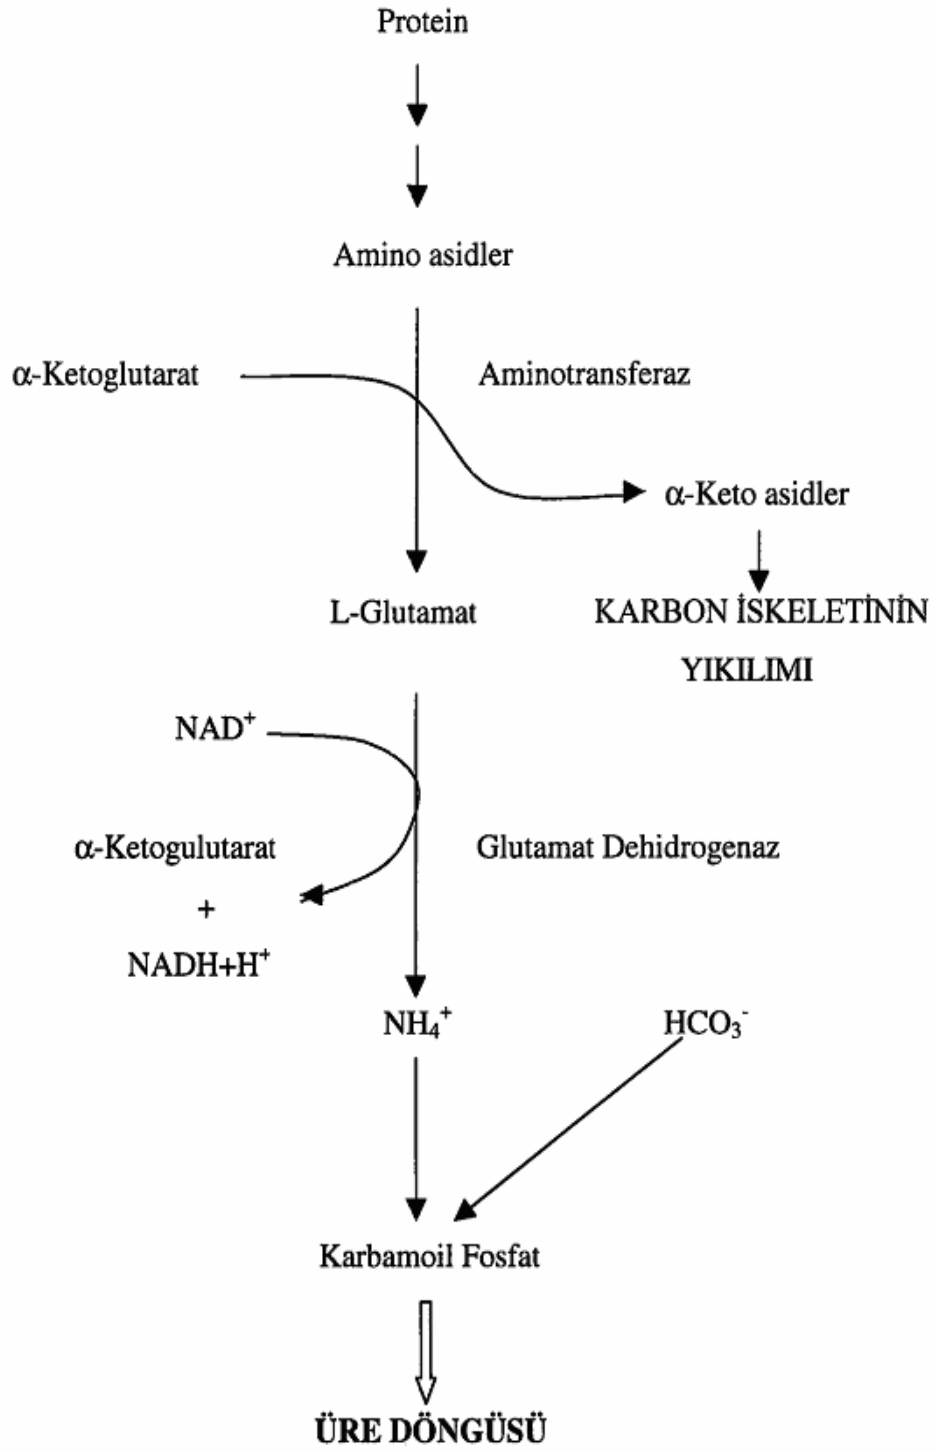 Protein
Amino asidler
α-Ketoglutarat
Aminotransferaz
α-Keto asidler
L-Glutamat
KARBON İSKELETİNİN
YIKILIMI
NAD⁺
α-Ketogulutarat
Glutamat Dehidrogenaz
+
NADH+H⁺
NH₄⁺
HCO₃⁻
Karbamoil Fosfat
ÜRE DÖNGÜSÜ